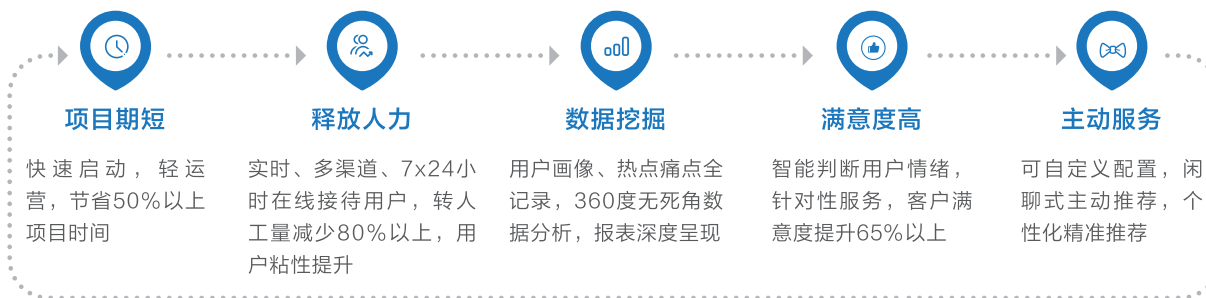 项目期短
快速启动，轻运
营，节省50%以上
项目时间
释放人力
实时、多渠道、7x24小
时在线接待用户，转人
工量减少80%以上，用
户粘性提升
数据挖掘
用户画像、热点痛点全
记录，360度无死角数
据分析，报表深度呈现
满意度高
智能判断用户情绪，
针对性服务，客户满
意度提升65%以上
主动服务
可自定义配置，闲
聊式主动推荐，个
性化精准推荐